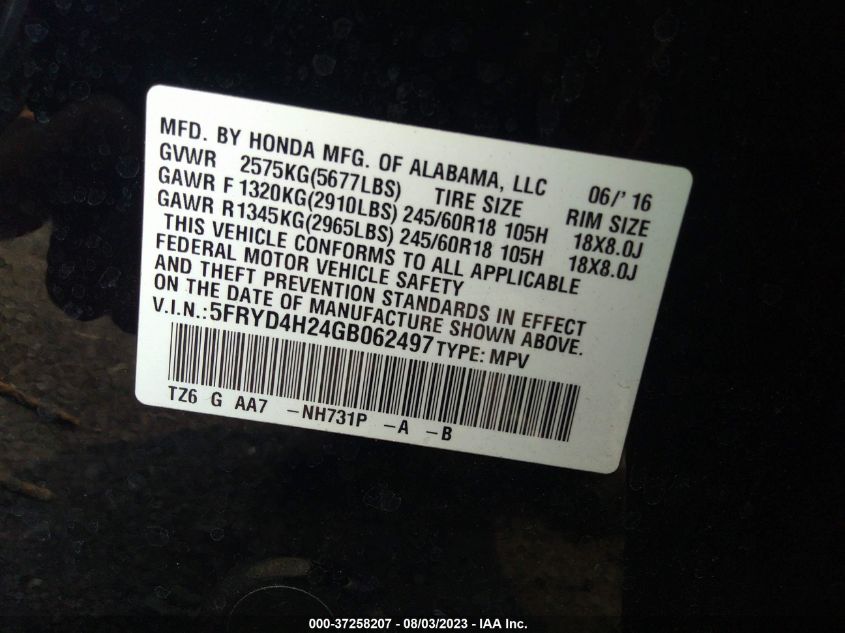 MFD. BY HONDA MFG. OF ALABAMA, LLC 06/' 16
GVWR 2575KG(5677LBS) TIRE SIZE RIM SIZE
GAWR F 1320KG(2910LBS) 245/60R18 105H 18X8.0J
GAWR R1345KG(2965LBS) 245/60R18 105H 18X8.0J
THIS VEHICLE CONFORMS TO ALL APPLICABLE
FEDERAL MOTOR VEHICLE SAFETY
AND THEFT PREVENTION STANDARDS IN EFFECT
ON THE DATE OF MANUFACTURE SHOWN ABOVE.
V.I.N.:5FRYD4H24GB062497 TYPE: MPV
TZ6 G AA7 -NH731P -A -B
000-37258207 - 08/03/2023 - IAA Inc.